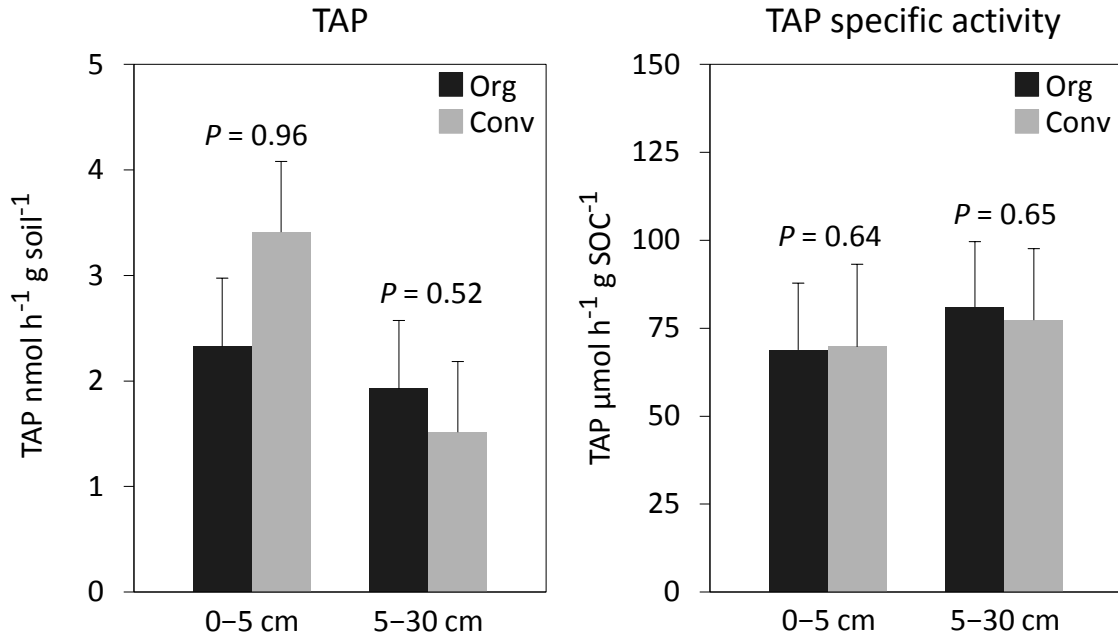 TAP
TAP nmol h⁻¹ g soil⁻¹
5
4
3
2
1
0
Org
Conv
P = 0.96
P = 0.52
0–5 cm
5–30 cm
TAP specific activity
TAP μmol h⁻¹ g SOC⁻¹
150
125
100
75
50
25
0
Org
Conv
P = 0.64
P = 0.65
0–5 cm
5–30 cm